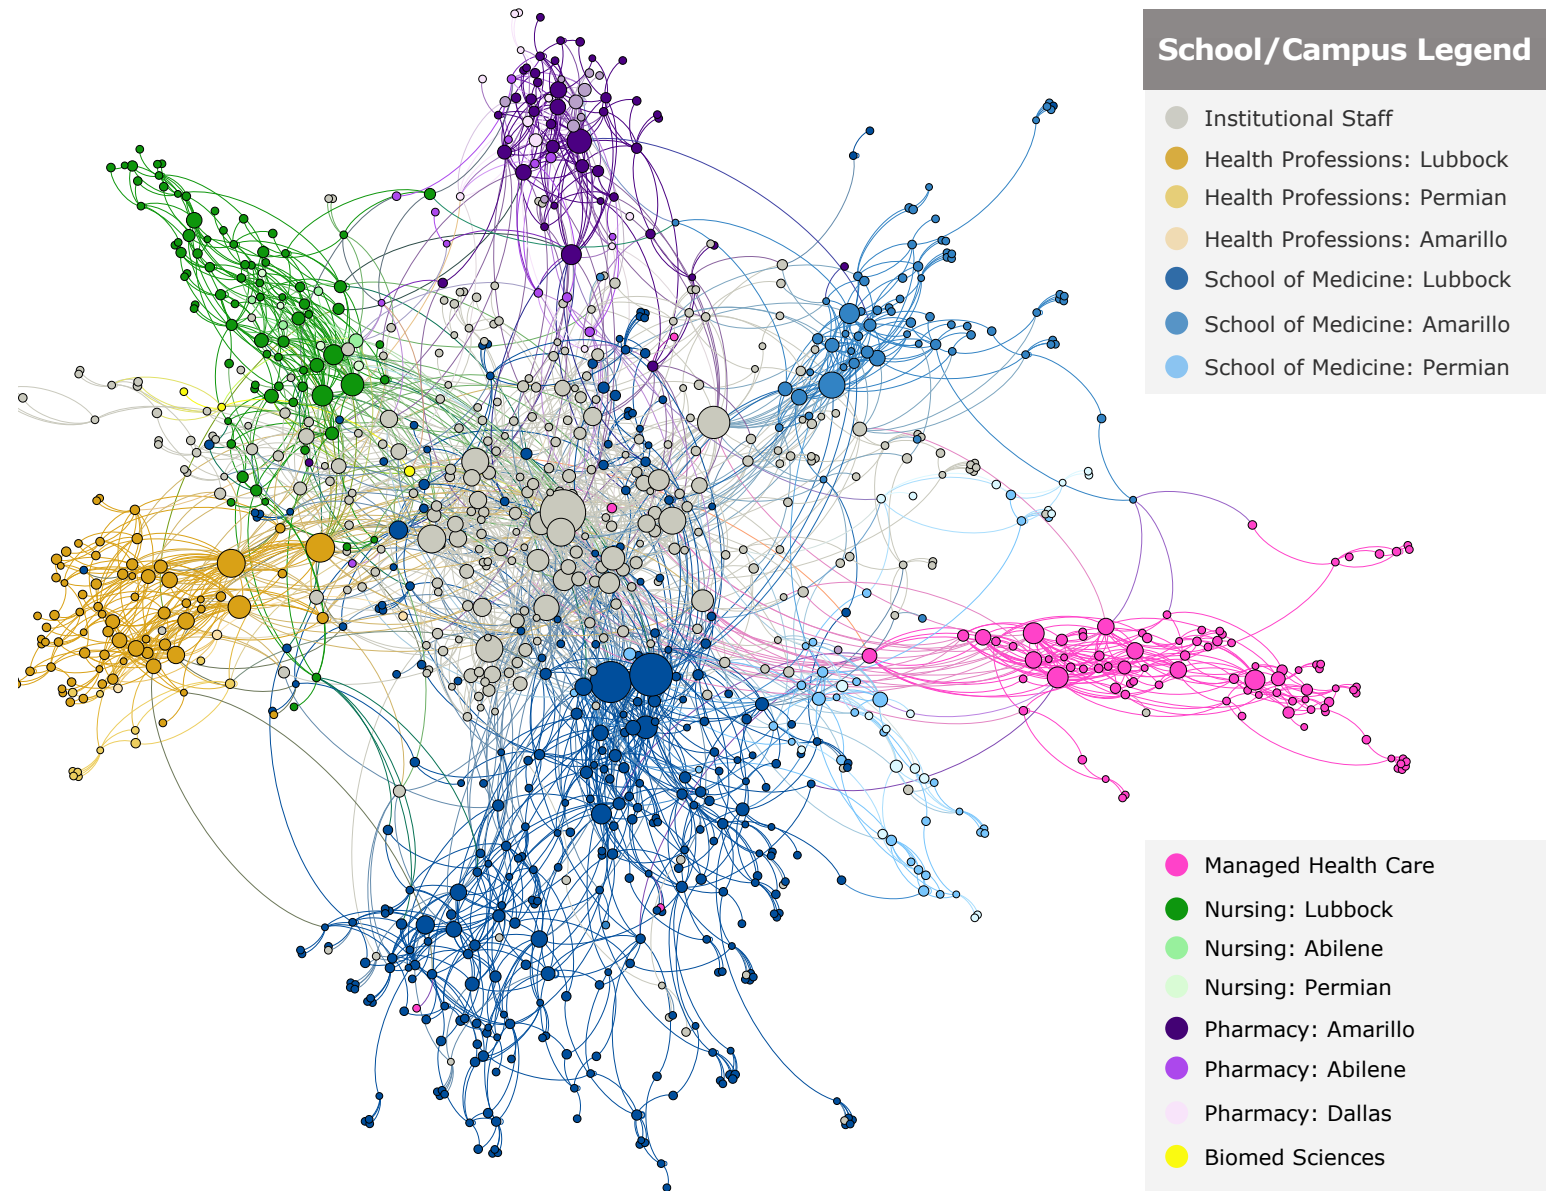 School/Campus Legend
Institutional Staff
Health Professions: Lubbock
Health Professions: Permian
Health Professions: Amarillo
School of Medicine: Lubbock
School of Medicine: Amarillo
School of Medicine: Permian
Managed Health Care
Nursing: Lubbock
Nursing: Abilene
Nursing: Permian
Pharmacy: Amarillo
Pharmacy: Abilene
Pharmacy: Dallas
Biomed Sciences